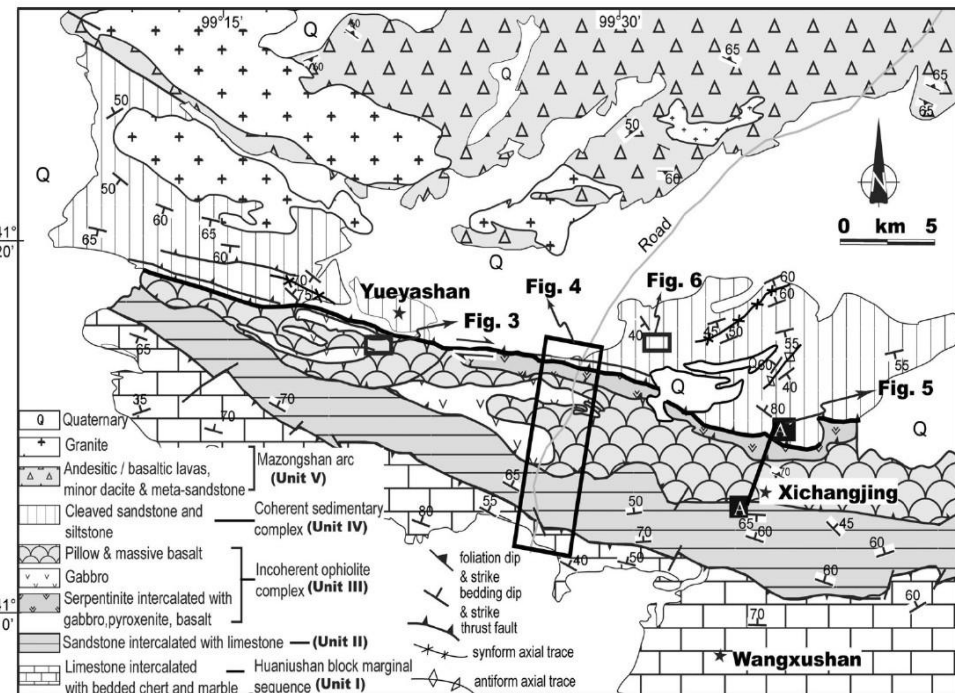 99°15'
99°30'
Q
50
Q
60
65
65
65
Q
50
50
50
60
60
65
65
60
Q
Road
N
0 km 5
41°
20'
Q
70
75
Yueyashan
Fig. 4
Fig. 6
Fig. 3
40
60
60
45
50
55
60
40
55
Q
80
Fig. 5
A'
Q
65
35
70
70
65
55
80
50
70
A
65
60
70
Xichangjing
45
60
40
50
60
70
Wangxushan
41°
0'
Q Quaternary
Granite
Andesitic / basaltic lavas,
minor dacite & meta-sandstone
Mazongshan arc
(Unit V)
Cleaved sandstone and
siltstone
Coherent sedimentary
complex (Unit IV)
Pillow & massive basalt
Gabbro
Serpentinite intercalated with
gabbro,pyroxenite, basalt
Incoherent ophiolite
complex (Unit III)
Sandstone intercalated with limestone (Unit II)
Limestone intercalated
with bedded chert and marble
Huaniushan block marginal
sequence (Unit I)
foliation dip
& strike
bedding dip
& strike
thrust fault
synform axial trace
antiform axial trace